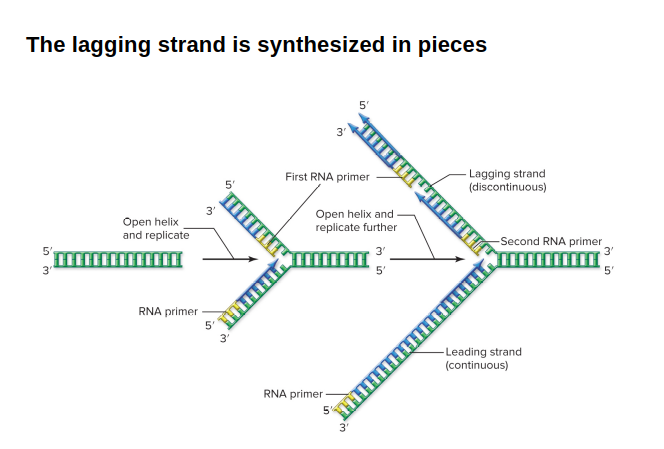 The lagging strand is synthesized in pieces
5′
3′
First RNA primer
Lagging strand
(discontinuous)
5′
3′
Open helix and
replicate further
Open helix
and replicate
Second RNA primer
5′
3′
3′
5′
3′
5′
RNA primer
5′
3′
Leading strand
(continuous)
RNA primer
5′
3′